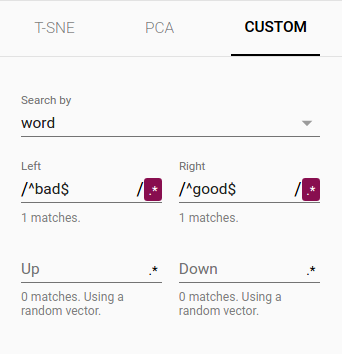 T-SNE PCA CUSTOM
Search by
word
Left Right
/^bad$ /.* /^good$ /.*
1 matches. 1 matches.
Up .* Down .*
0 matches. Using a 0 matches. Using a
random vector. random vector.